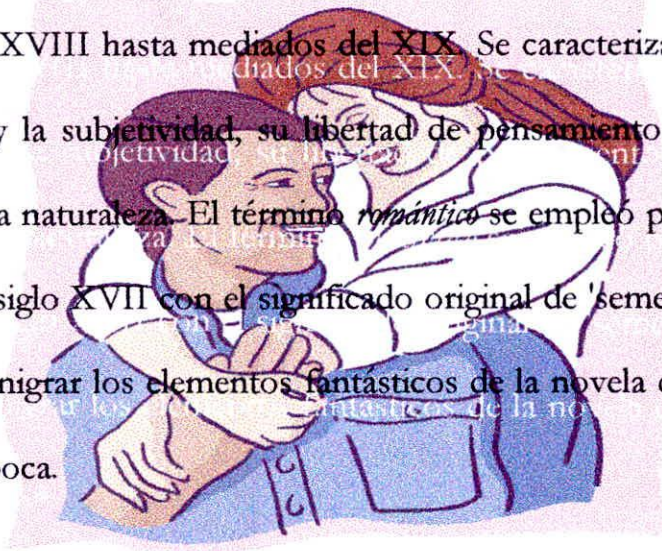 XVIII hasta mediados del XIX. Se caracteriza
y la subjetividad, su libertad de pensamiento
a naturaleza. El término romántico se empleó p
siglo XVII con el significado original de 'seme
nigrar los elementos fantásticos de la novela
oca.